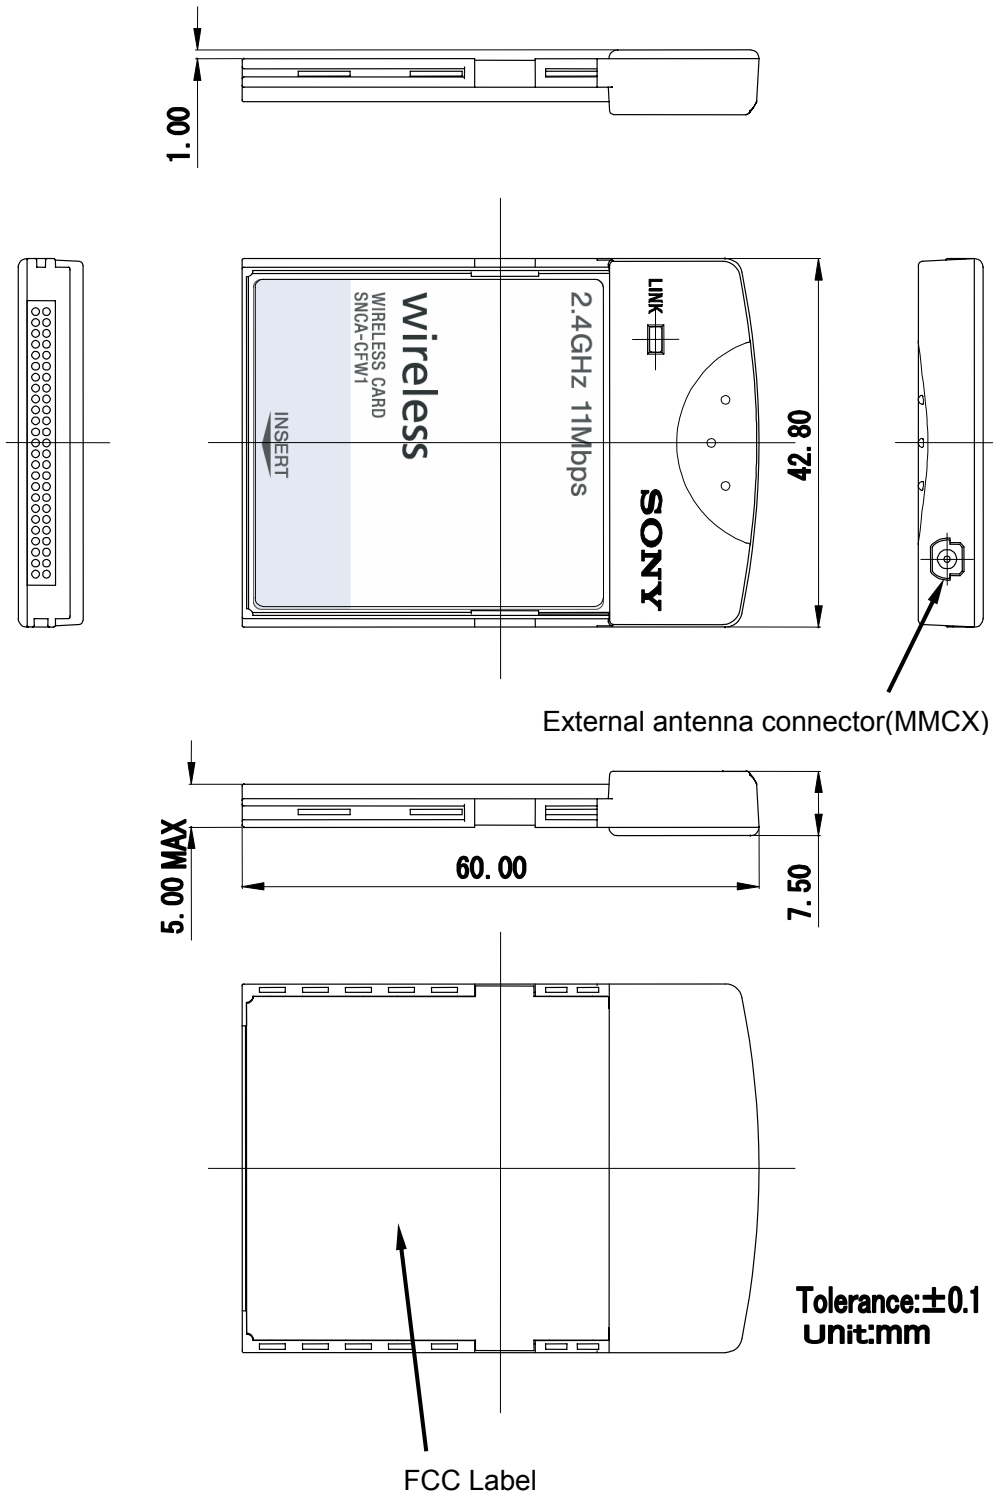 1.00
LINK
2.4GHz 11Mbps
wireless
WIRELESS CARD
SNCA-CFW1
INSERT
SONY
42.80
External antenna connector(MMCX)
5.00 MAX
60.00
7.50
Tolerance:±0.1
Unit:mm
FCC Label